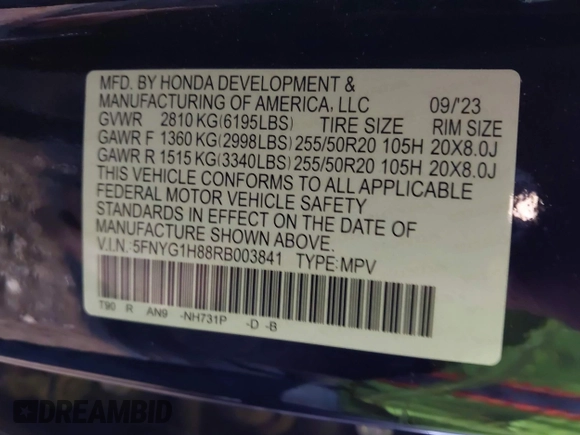 MFD. BY HONDA DEVELOPMENT &
MANUFACTURING OF AMERICA, LLC 09/'23
GVWR 2810 KG(6195LBS) TIRE SIZE RIM SIZE
GAWR F 1360 KG(2998LBS) 255/50R20 105H 20X8.0J
GAWR R 1515 KG(3340LBS) 255/50R20 105H 20X8.0J
THIS VEHICLE CONFORMS TO ALL APPLICABLE
FEDERAL MOTOR VEHICLE SAFETY
STANDARDS IN EFFECT ON THE DATE OF
MANUFACTURE SHOWN ABOVE.
V.I.N.:5FNYG1H88RB003841 TYPE:MPV
T90 R AN9 -NH731P -D -B
DREAMBID